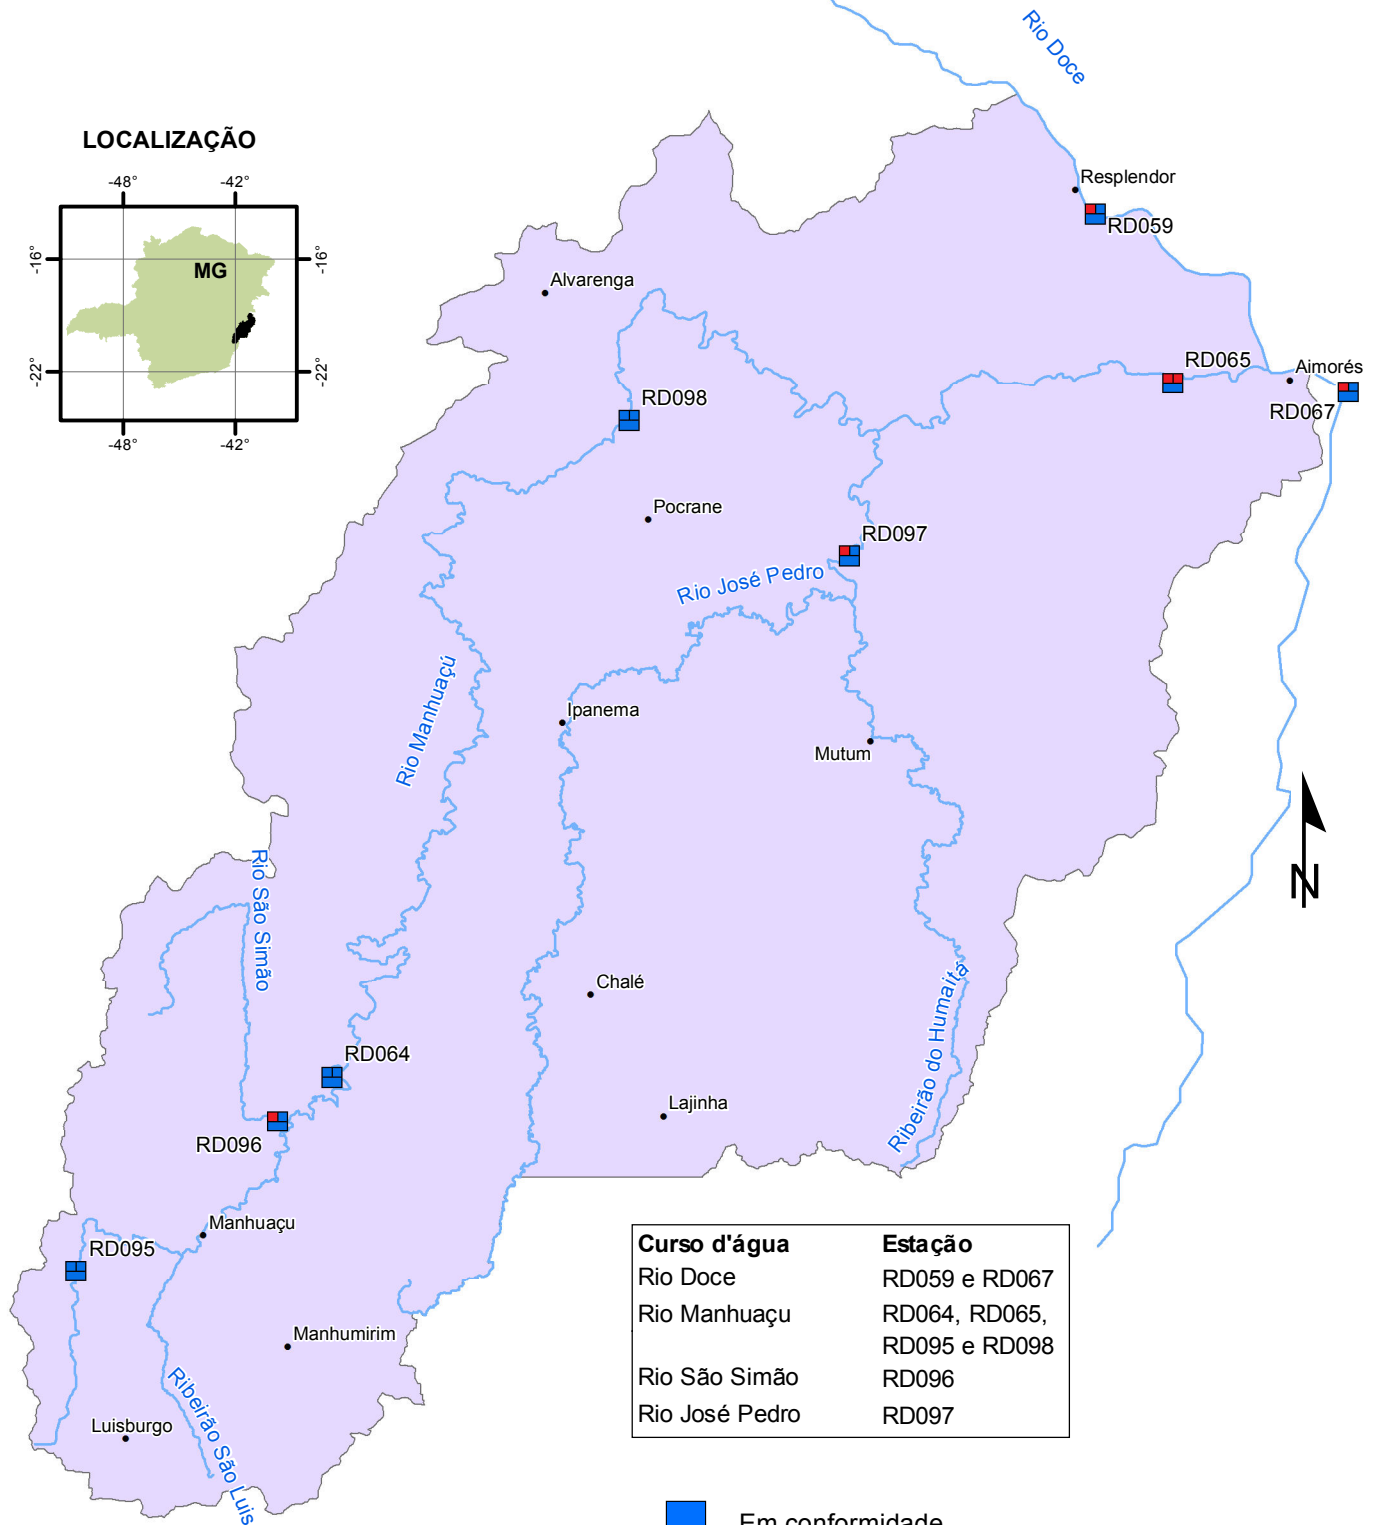 Rio Doce
LOCALIZAÇÃO
-48°
-42°
-16°
-16°
MG
-22°
-22°
-48°
-42°
Resplendor
RD059
Alvarenga
RD065
Aimorés
RD067
RD098
Pocrane
RD097
Rio José Pedro
Rio Manhuaçú
Ipanema
Mutum
N
Rio São Simão
Chalé
Ribeirão do Humaitá
RD064
Lajinha
RD096
Manhuaçu
RD095
Manhumirim
Luisburgo
Ribeirão São Luis
Curso d'água Estação
Rio Doce RD059 e RD067
Rio Manhuaçu RD064, RD065,
RD095 e RD098
Rio São Simão RD096
Rio José Pedro RD097
Em conformidade